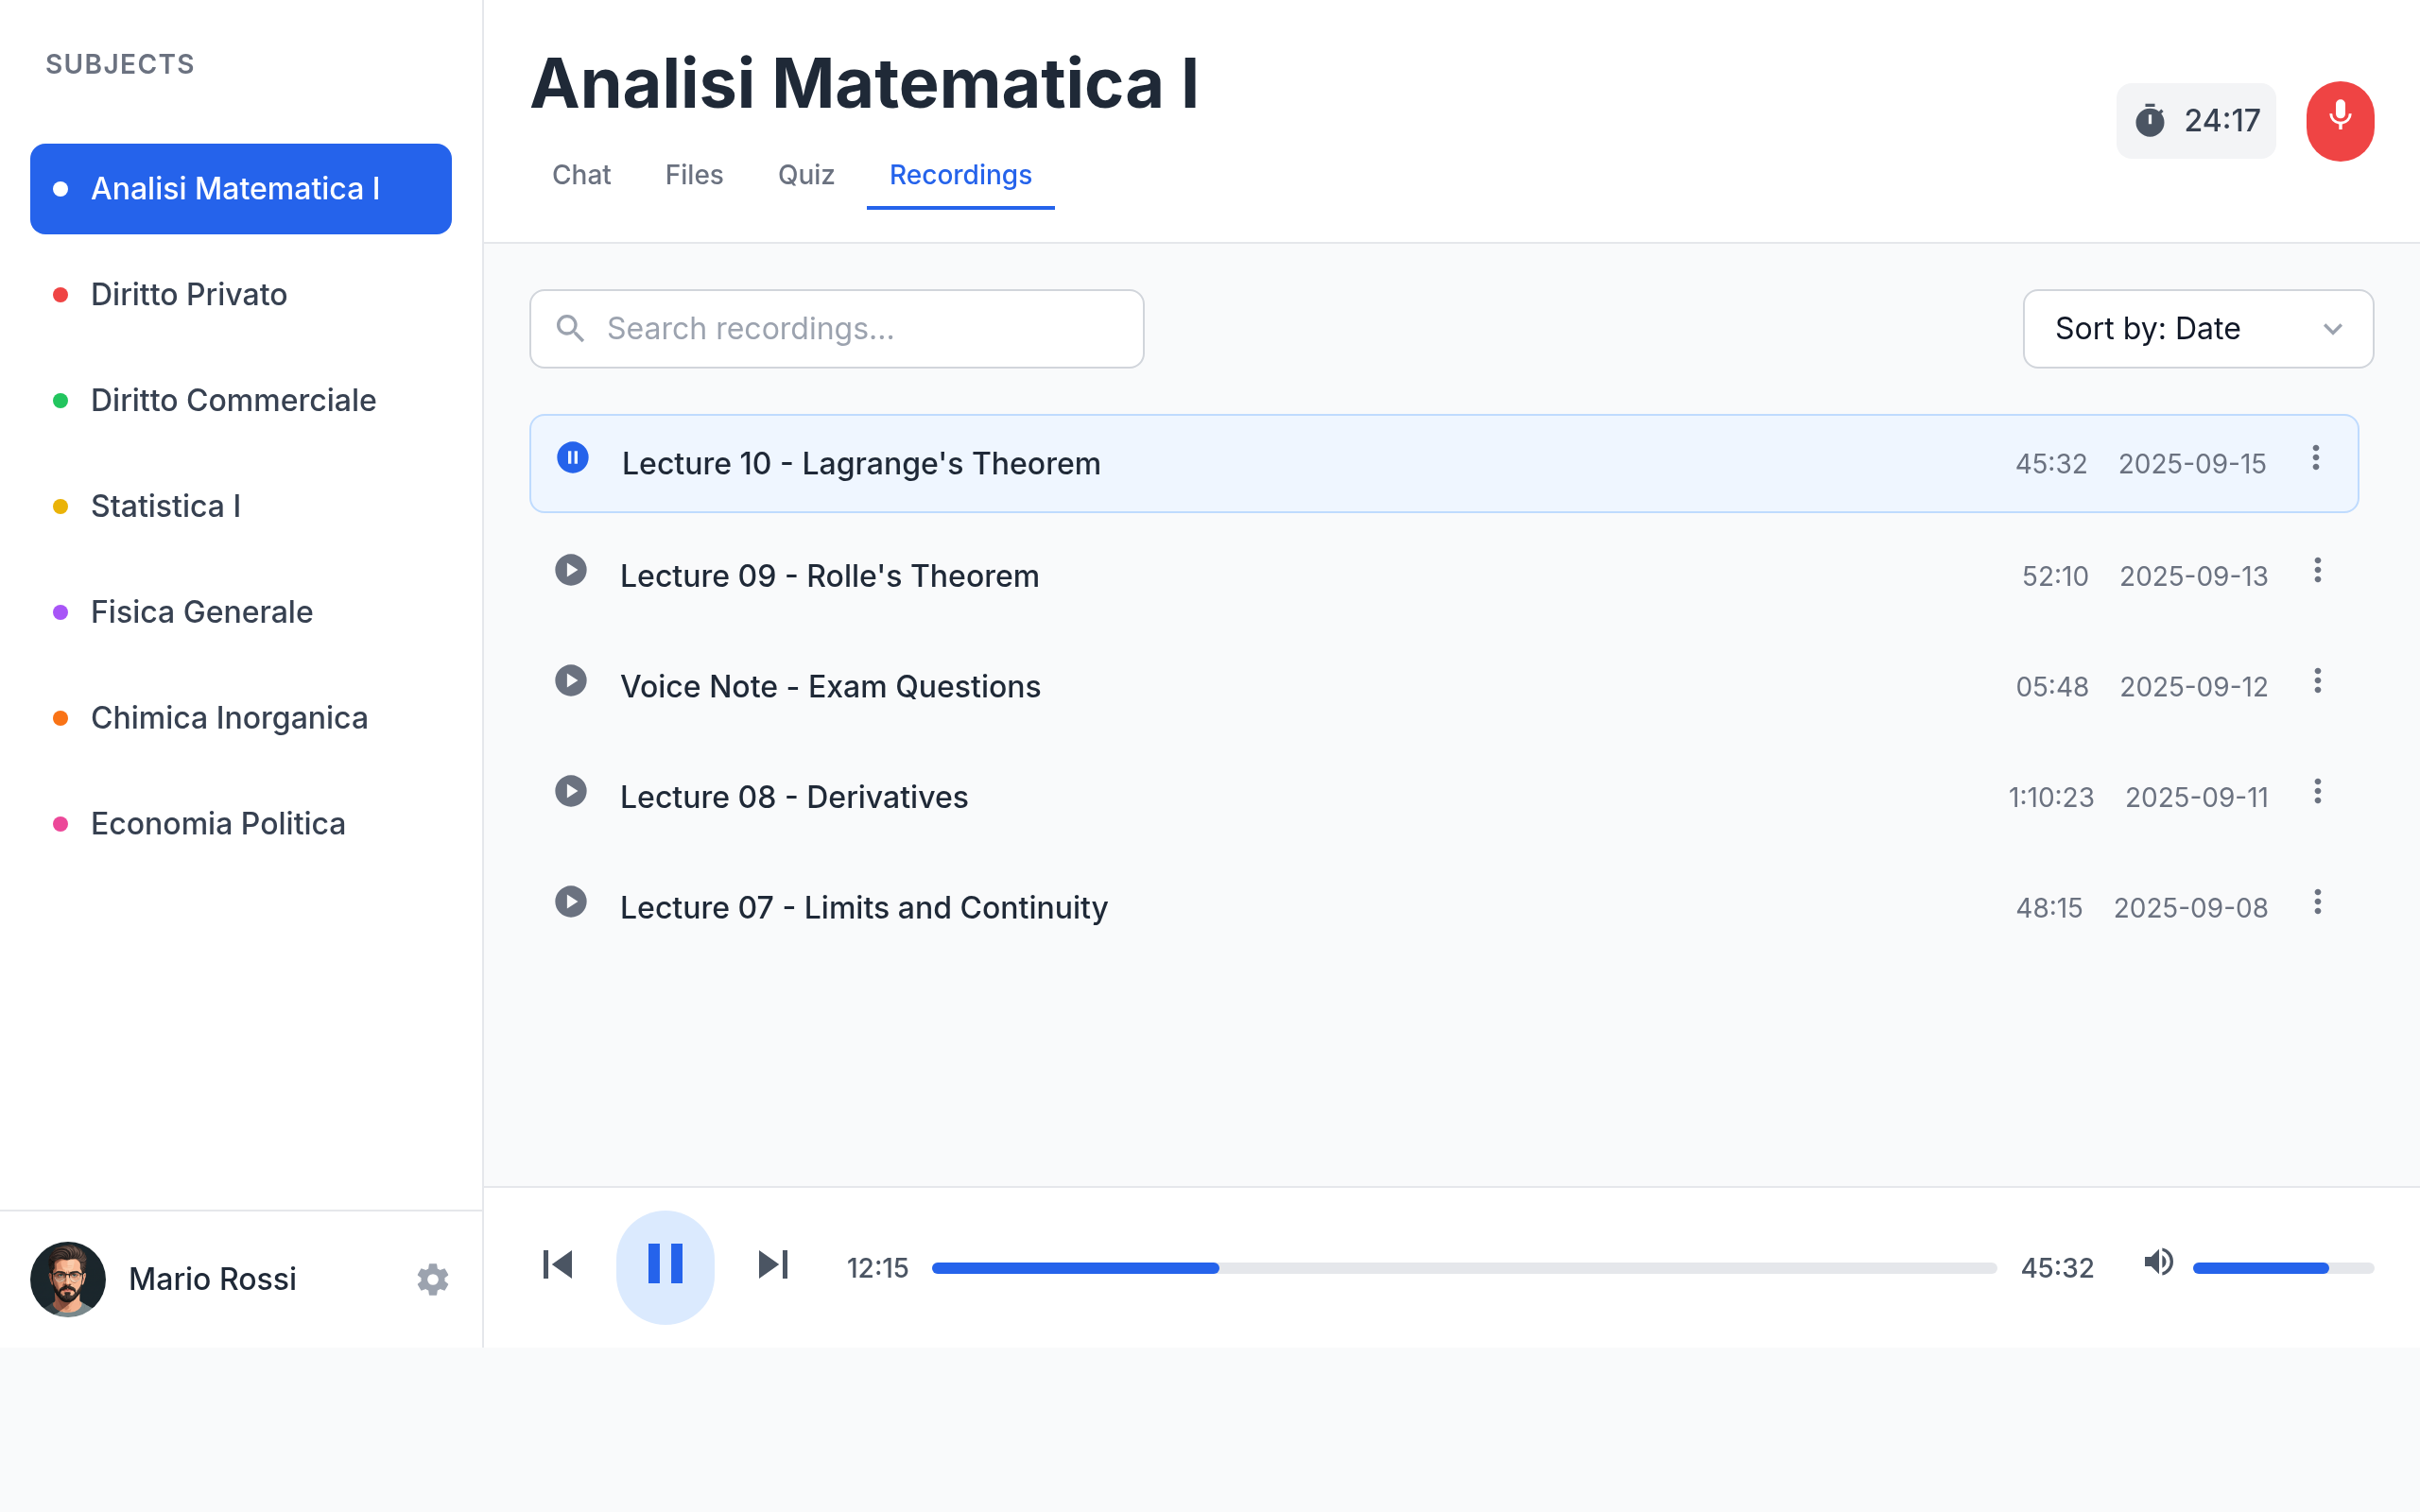 SUBJECTS
Analisi Matematica I
Diritto Privato
Diritto Commerciale
Statistica I
Fisica Generale
Chimica Inorganica
Economia Politica
Mario Rossi
Analisi Matematica I
Chat Files Quiz Recordings
24:17
Search recordings...
Sort by: Date
Lecture 10 - Lagrange's Theorem 45:32 2025-09-15
Lecture 09 - Rolle's Theorem 52:10 2025-09-13
Voice Note - Exam Questions 05:48 2025-09-12
Lecture 08 - Derivatives 1:10:23 2025-09-11
Lecture 07 - Limits and Continuity 48:15 2025-09-08
12:15 45:32